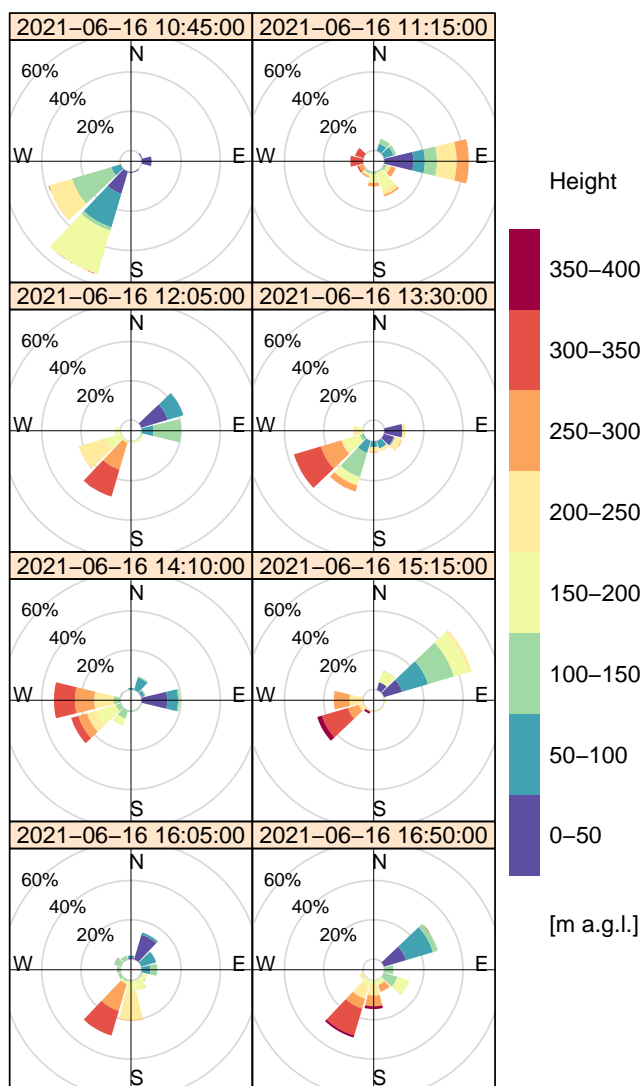 2021−06−16 10:45:00
2021−06−16 11:15:00
N
60%
40%
20%
W
E
S
N
60%
40%
20%
W
E
S
2021−06−16 12:05:00
2021−06−16 13:30:00
N
60%
40%
20%
W
E
S
N
60%
40%
20%
W
E
S
2021−06−16 14:10:00
2021−06−16 15:15:00
N
60%
40%
20%
W
E
S
N
60%
40%
20%
W
E
S
2021−06−16 16:05:00
2021−06−16 16:50:00
N
60%
40%
20%
W
E
S
N
60%
40%
20%
W
E
S
Height
350−400
300−350
250−300
200−250
150−200
100−150
50−100
0−50
[m a.g.l.]